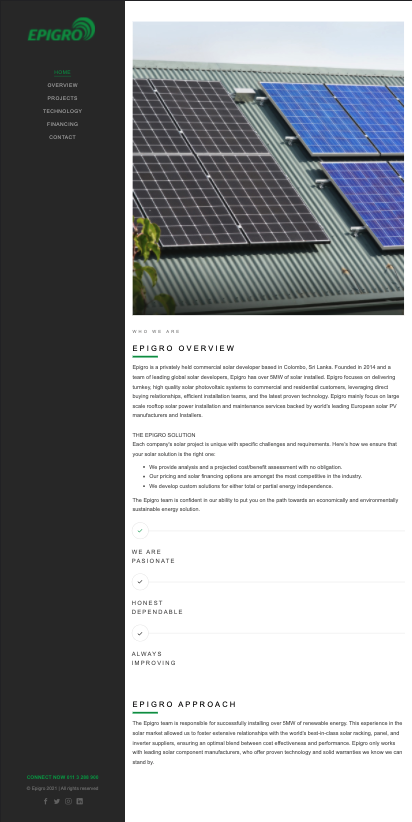 EPIGRO
HOME
OVERVIEW
PROJECTS
TECHNOLOGY
FINANCING
CONTACT
WHO WE ARE
EPIGRO OVERVIEW
Epigro is a privately held commercial solar developer based in Colombo, Sri Lanka. Founded in 2014 and a
team of leading global solar developers, Epigro has over 5MW of solar installed. Epigro focuses on delivering
turnkey, high quality solar photovoltaic systems to commercial and residential customers, leveraging direct
buying relationships, efficient installation teams, and the latest proven technology. Epigro mainly focus on large
scale rooftop solar power installation and maintenance services backed by world's leading European solar PV
manufacturers and Installers.
THE EPIGRO SOLUTION
Each company's solar project is unique with specific challenges and requirements. Here's how we ensure that
your solar solution is the right one:
• We provide analysis and a projected cost/benefit assessment with no obligation.
• Our pricing and solar financing options are amongst the most competitive in the industry.
• We develop custom solutions for either total or partial energy independence.
The Epigro team is confident in our ability to put you on the path towards an economically and environmentally
sustainable energy solution.
WE ARE
PASIONATE
HONEST
DEPENDABLE
ALWAYS
IMPROVING
EPIGRO APPROACH
The Epigro team is responsible for successfully installing over 5MW of renewable energy. This experience in the
solar market allowed us to foster extensive relationships with the world's best-in-class solar racking, panel, and
inverter suppliers, ensuring an optimal blend between cost effectiveness and performance. Epigro only works
with leading solar component manufacturers, who offer proven technology and solid warranties we know we can
stand by.
CONNECT NOW 011 3 280 998
© Epigro 2021 | All rights reserved